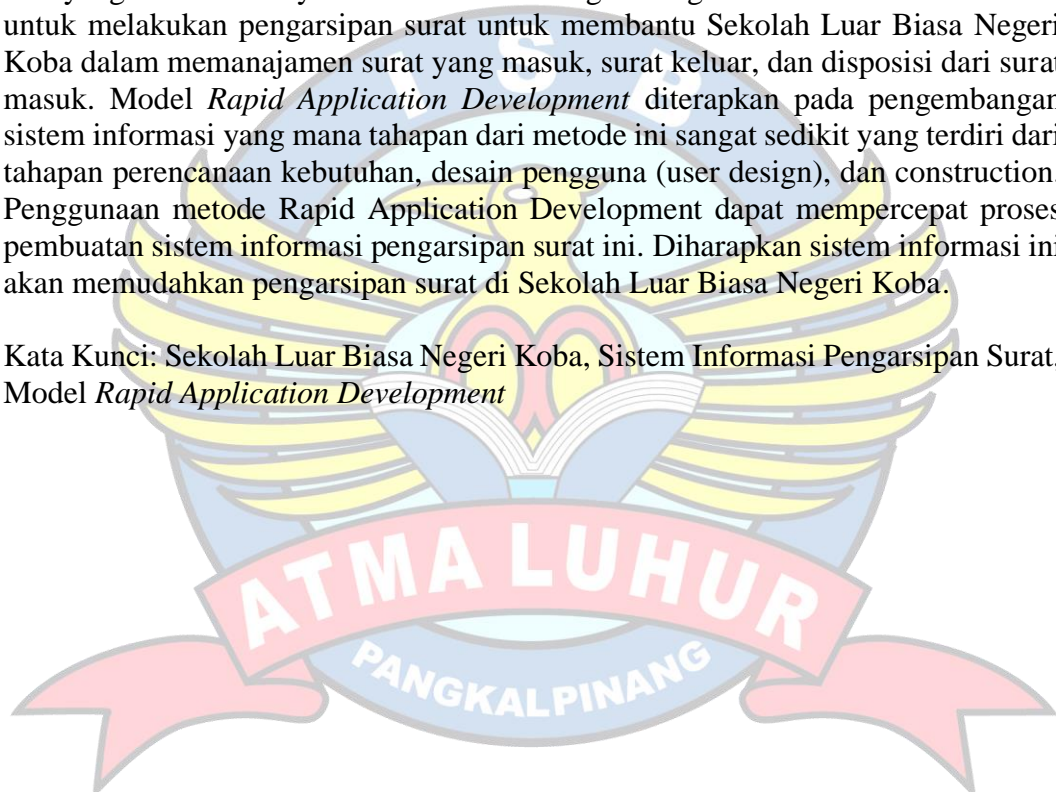 untuk melakukan pengarsipan surat untuk membantu Sekolah Luar Biasa Negeri
Koba dalam memanajamen surat yang masuk, surat keluar, dan disposisi dari surat
masuk. Model Rapid Application Development diterapkan pada pengembangan
sistem informasi yang mana tahapan dari metode ini sangat sedikit yang terdiri dari
tahapan perencanaan kebutuhan, desain pengguna (user design), dan construction.
Penggunaan metode Rapid Application Development dapat mempercepat proses
pembuatan sistem informasi pengarsipan surat ini. Diharapkan sistem informasi ini
akan memudahkan pengarsipan surat di Sekolah Luar Biasa Negeri Koba.
Kata Kunci: Sekolah Luar Biasa Negeri Koba, Sistem Informasi Pengarsipan Surat,
Model Rapid Application Development
I S B
ATMA LUHUR
PANGKALPINANG